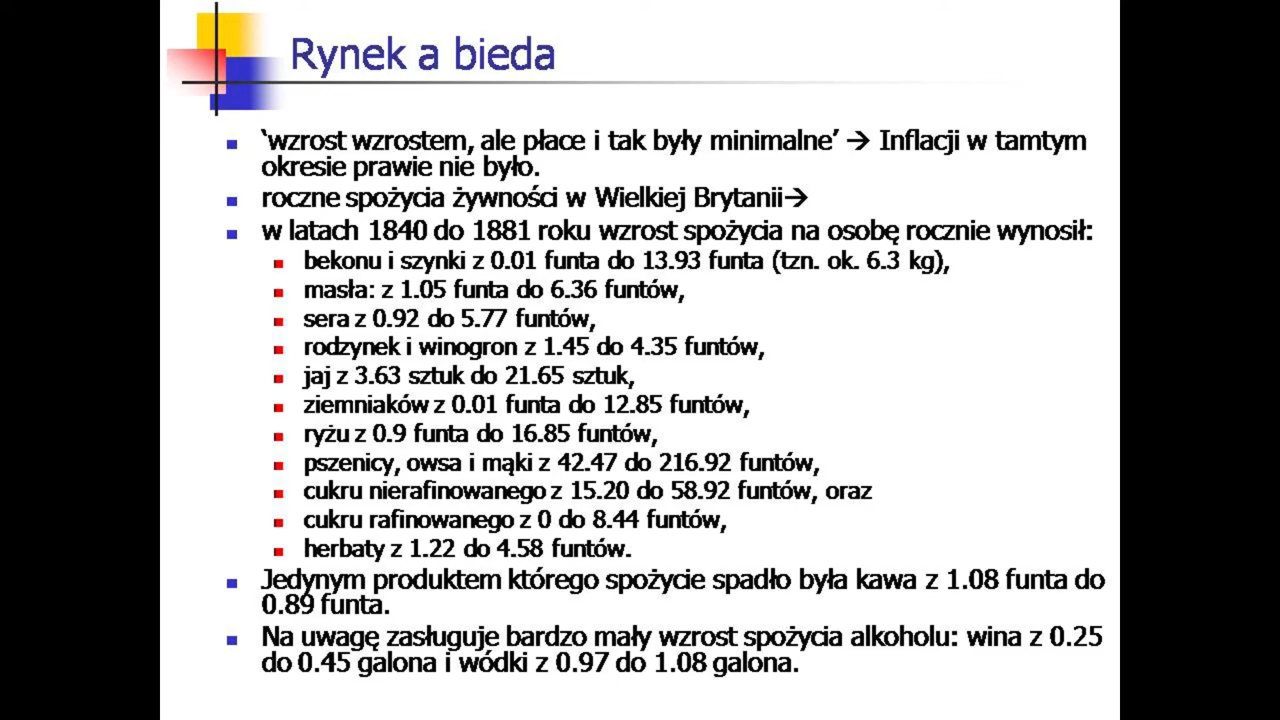 Rynek a bieda
‘wzrost wzrostem, ale płace i tak były minimalne’ → Inflacji w tamtym
okresie prawie nie było.
roczne spożycia żywności w Wielkiej Brytanii→
w latach 1840 do 1881 roku wzrost spożycia na osobę rocznie wynosił:
bekonu i szynki z 0.01 funta do 13.93 funta (tzn. ok. 6.3 kg),
masła: z 1.05 funta do 6.36 funtów,
sera z 0.92 do 5.77 funtów,
rodzynek i winogron z 1.45 do 4.35 funtów,
jaj z 3.63 sztuk do 21.65 sztuk,
ziemniaków z 0.01 funta do 12.85 funtów,
ryżu z 0.9 funta do 16.85 funtów,
pszenicy, owsa i mąki z 42.47 do 216.92 funtów,
cukru nierafinowanego z 15.20 do 58.92 funtów, oraz
cukru rafinowanego z 0 do 8.44 funtów,
herbaty z 1.22 do 4.58 funtów.
Jedynym produktem którego spożycie spadło była kawa z 1.08 funta do
0.89 funta.
Na uwagę zasługuje bardzo mały wzrost spożycia alkoholu: wina z 0.25
do 0.45 galona i wódki z 0.97 do 1.08 galona.